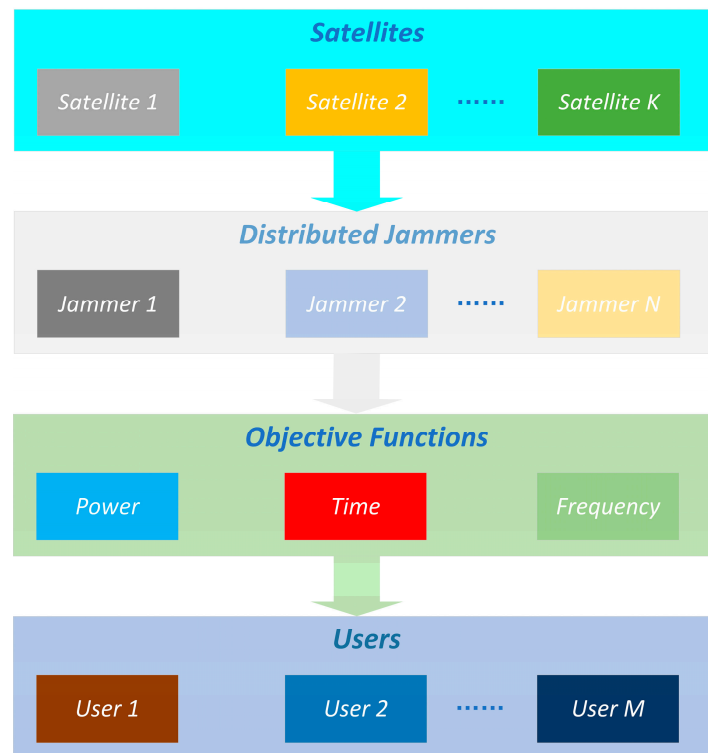 Satellites
Satellite 1 Satellite 2 ...... Satellite K
Distributed Jammers
Jammer 1 Jammer 2 ...... Jammer N
Objective Functions
Power Time Frequency
Users
User 1 User 2 ...... User M